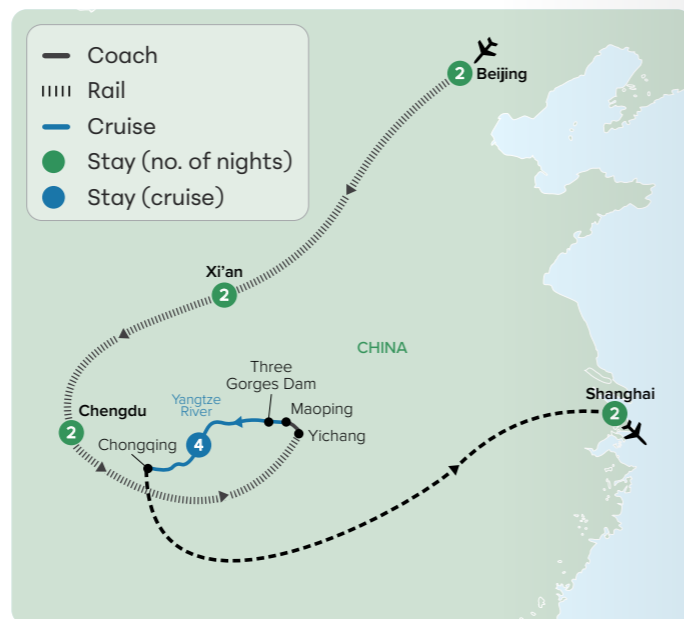 Coach
Rail
Cruise
Stay (no. of nights)
Stay (cruise)
2
Beijing
Xi'an
2
CHINA
Three
Gorges Dam
Maoping
Yichang
Yangtze
River
4
Chengdu
2
Chongqing
Shanghai
2